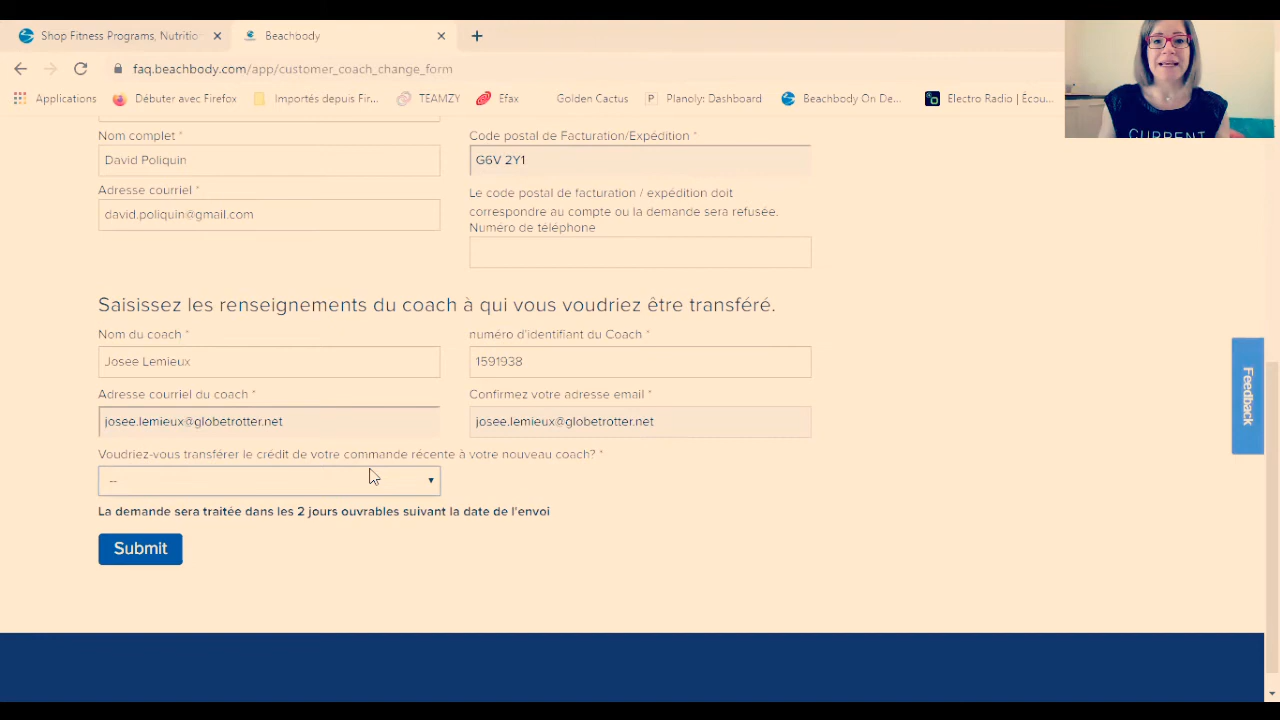 Shop Fitness Programs, Nutritio
Beachbody
faq.beachbody.com/app/customer_coach_change_form
Applications
Débuter avec Firefox
Importés depuis Fir...
TEAMZY
Efax
Golden Cactus
P Planoly: Dashboard
Beachbody On De...
Electro Radio | Écou...
CURRENT
Nom complet *
Code postal de Facturation/Expédition *
David Poliquin
G6V 2Y1
Adresse courriel *
Le code postal de facturation / expédition doit
correspondre au compte ou la demande sera refusée.
david.poliquin@gmail.com
Numéro de téléphone
Saisissez les renseignements du coach à qui vous voudriez être transféré.
Nom du coach *
numéro d'identifiant du Coach *
Josee Lemieux
1591938
Adresse courriel du coach *
Confirmez votre adresse email *
josee.lemieux@globetrotter.net
josee.lemieux@globetrotter.net
Voudriez-vous transférer le crédit de votre commande récente à votre nouveau coach? *
--
La demande sera traitée dans les 2 jours ouvrables suivant la date de l'envoi
Submit
Feedback